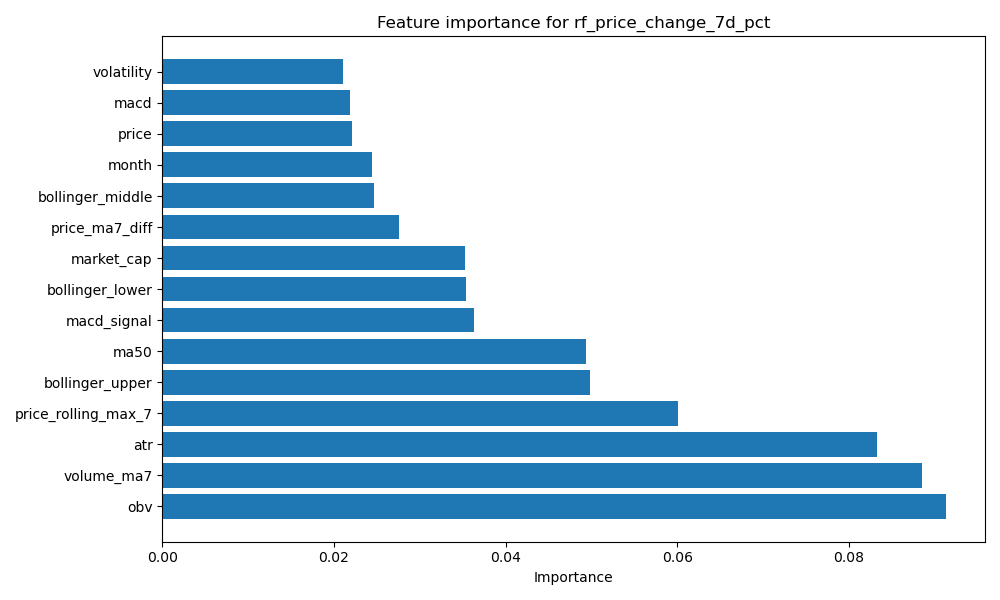 Feature importance for rf_price_change_7d_pct
volatility
macd
price
month
bollinger_middle
price_ma7_diff
market_cap
bollinger_lower
macd_signal
ma50
bollinger_upper
price_rolling_max_7
atr
volume_ma7
obv
0.00 0.02 0.04 0.06 0.08
Importance